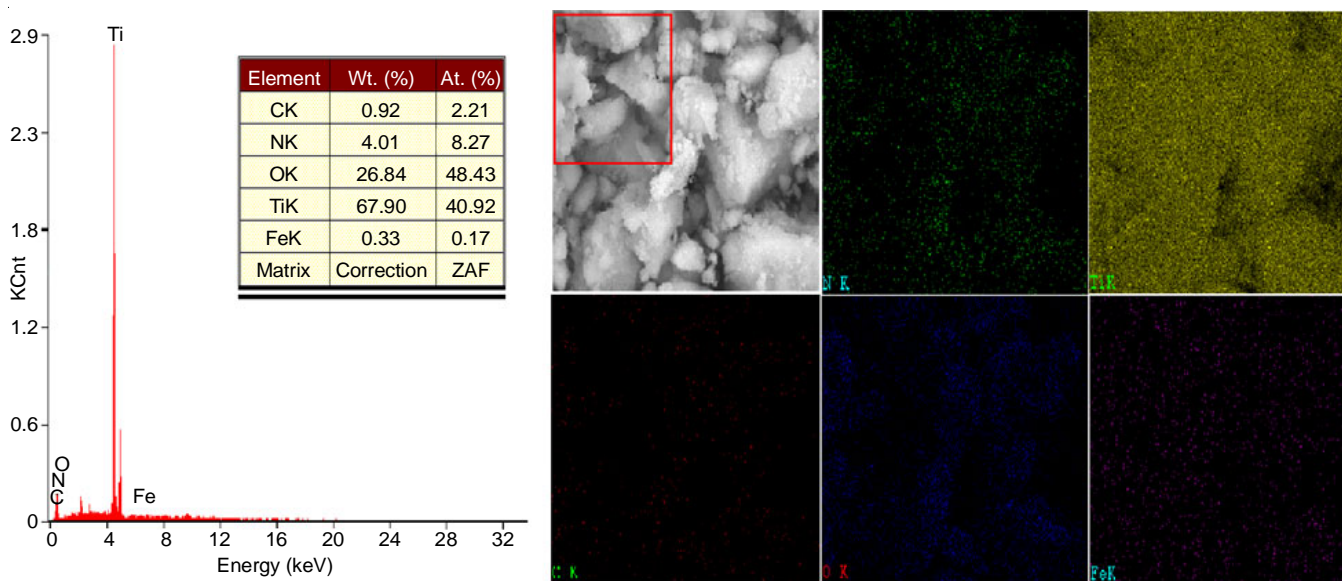 2.9
2.3
1.8
1.2
0.6
0
KCnt
Ti
O
N
C
Fe
0 4 8 12 16 20 24 28 32
Energy (keV)
Element Wt. (%) At. (%)
CK 0.92 2.21
NK 4.01 8.27
OK 26.84 48.43
TiK 67.90 40.92
FeK 0.33 0.17
Matrix Correction ZAF
N K
TiK
C K
O K
FeK